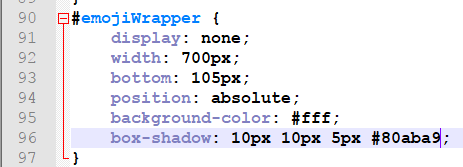 90 #emojiWrapper {
91 display: none;
92 width: 700px;
93 bottom: 105px;
94 position: absolute;
95 background-color: #fff;
96 box-shadow: 10px 10px 5px #80aba9;
97 }